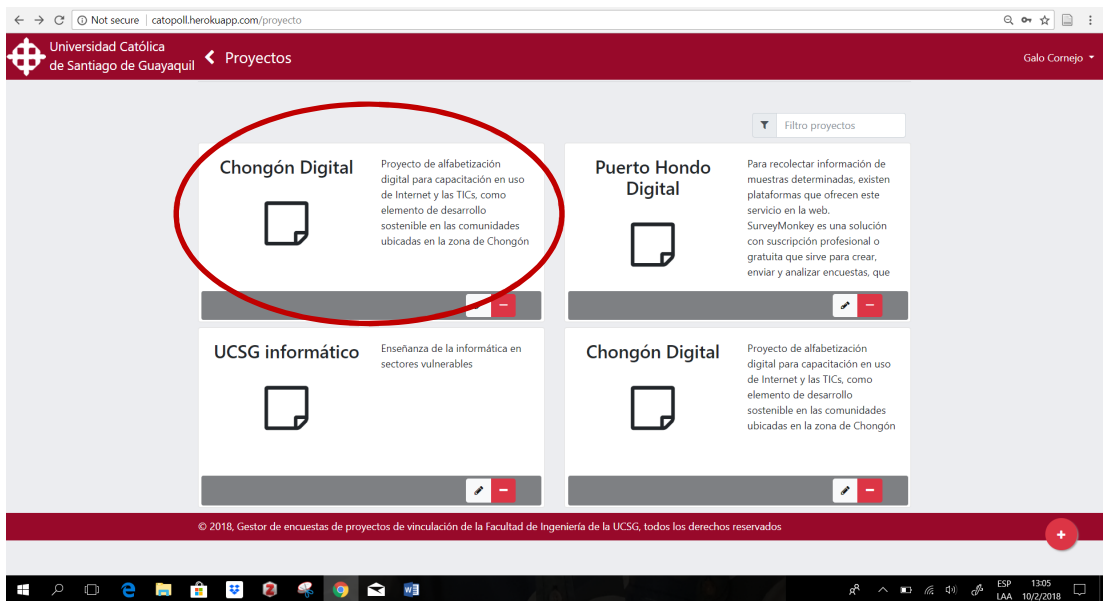 Not secure | catopoll.herokuapp.com/proyecto
Universidad Católica
de Santiago de Guayaquil
Proyectos
Galo Cornejo
Filtro proyectos
Chongón Digital
Proyecto de alfabetización
digital para capacitación en uso
de Internet y las TICs, como
elemento de desarrollo
sostenible en las comunidades
ubicadas en la zona de Chongón
Puerto Hondo
Digital
Para recolectar información de
muestras determinadas, existen
plataformas que ofrecen este
servicio en la web.
SurveyMonkey es una solución
con suscripción profesional o
gratuita que sirve para crear,
enviar y analizar encuestas, que
UCSG informático
Enseñanza de la informática en
sectores vulnerables
Chongón Digital
Proyecto de alfabetización
digital para capacitación en uso
de Internet y las TICs, como
elemento de desarrollo
sostenible en las comunidades
ubicadas en la zona de Chongón
© 2018, Gestor de encuestas de proyectos de vinculación de la Facultad de Ingeniería de la UCSG, todos los derechos reservados
ESP
LAA
13:05
10/2/2018